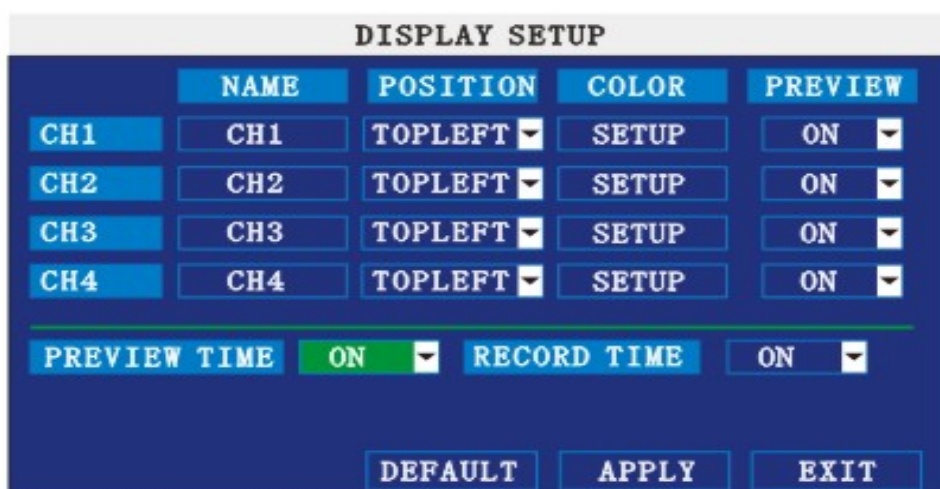 DISPLAY SETUP
NAME POSITION COLOR PREVIEW
CH1 CH1 TOPLEFT SETUP ON
CH2 CH2 TOPLEFT SETUP ON
CH3 CH3 TOPLEFT SETUP ON
CH4 CH4 TOPLEFT SETUP ON
PREVIEW TIME ON RECORD TIME ON
DEFAULT APPLY EXIT